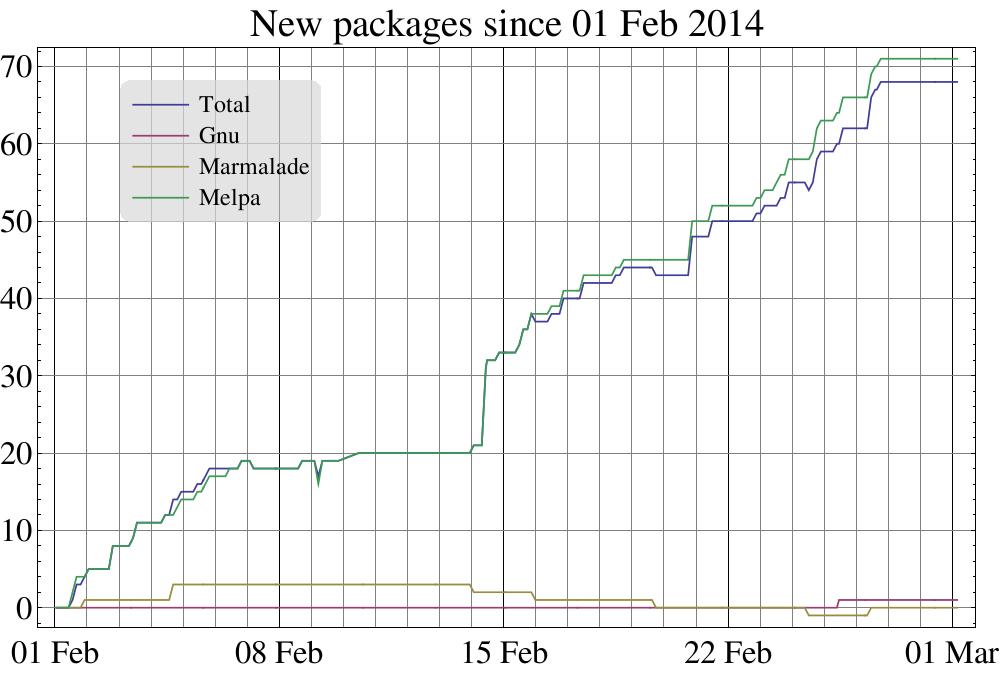 New packages since 01 Feb 2014
70
60
50
40
30
20
10
0
Total
Gnu
Marmalade
Melpa
01 Feb 08 Feb 15 Feb 22 Feb 01 Mar